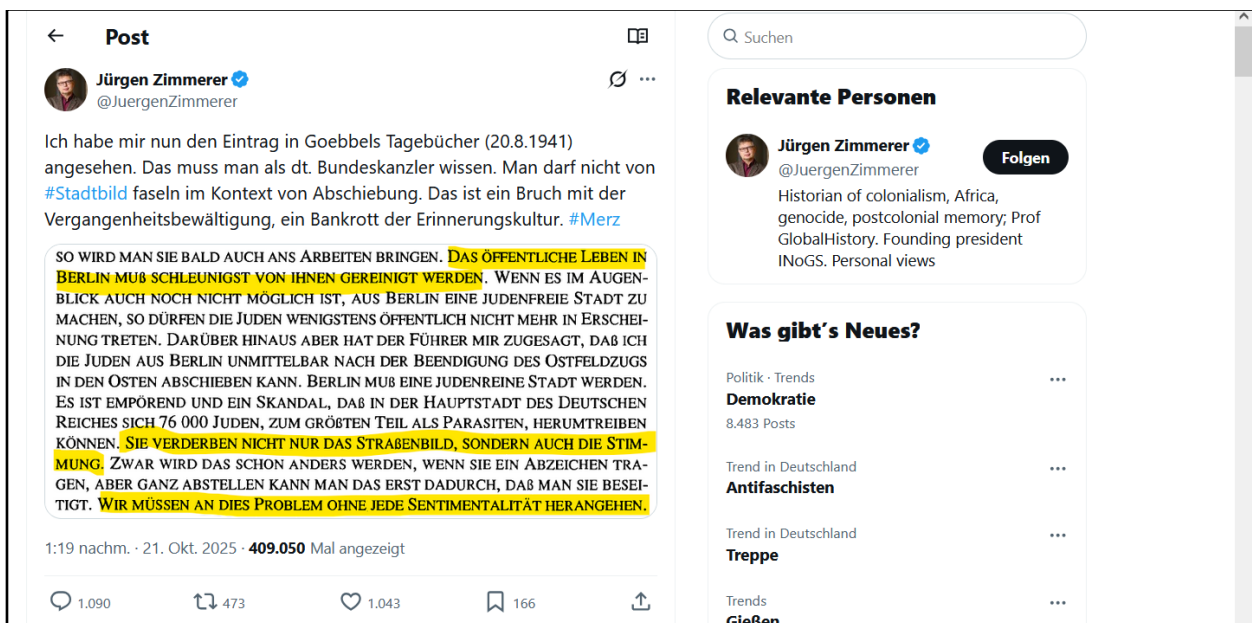 Post
Jürgen Zimmerer
@JuergenZimmerer
Ich habe mir nun den Eintrag in Goebbels Tagebücher (20.8.1941)
angesehen. Das muss man als dt. Bundeskanzler wissen. Man darf nicht von
#Stadtbild faseln im Kontext von Abschiebung. Das ist ein Bruch mit der
Vergangenheitsbewältigung, ein Bankrott der Erinnerungskultur. #Merz
SO WIRD MAN SIE BALD AUCH ANS ARBEITEN BRINGEN. DAS ÖFFENTLICHE LEBEN IN
BERLIN MUß SCHLEUNIGST VON IHNEN GEREINIGT WERDEN. WENN ES IM AUGEN-
BLICK AUCH NOCH NICHT MÖGLICH IST, AUS BERLIN EINE JUDENFREIE STADT ZU
MACHEN, SO DÜRFEN DIE JUDEN WENIGSTENS ÖFFENTLICH NICHT MEHR IN ERSCHEI-
NUNG TRETEN. DARÜBER HINAUS ABER HAT DER FÜHRER MIR ZUGESAGT, DAß ICH
DIE JUDEN AUS BERLIN UNMITTELBAR NACH DER BEENDIGUNG DES OSTFELDZUGS
IN DEN OSTEN ABSCHIEBEN KANN. BERLIN MUß EINE JUDENREINE STADT WERDEN.
ES IST EMPÖREND UND EIN SKANDAL, DAß IN DER HAUPTSTADT DES DEUTSCHEN
REICHES SICH 76 000 JUDEN, ZUM GRÖßTEN TEIL ALS PARASITEN, HERUMTREIBEN
KÖNNEN. SIE VERDERBEN NICHT NUR DAS STRAßENBILD, SONDERN AUCH DIE STIM-
MUNG. ZWAR WIRD DAS SCHON ANDERS WERDEN, WENN SIE EIN ABZEICHEN TRA-
GEN, ABER GANZ ABSTELLEN KANN MAN DAS ERST DADURCH, DAß MAN SIE BESEI-
TIGT. WIR MÜSSEN AN DIES PROBLEM OHNE JEDE SENTIMENTALITÄT HERANGEHEN.
1:19 nachm. · 21. Okt. 2025 · 409.050 Mal angezeigt
1.090 473 1.043 166
Suchen
Relevante Personen
Jürgen Zimmerer
@JuergenZimmerer
Folgen
Historian of colonialism, Africa,
genocide, postcolonial memory; Prof
GlobalHistory. Founding president
INoGS. Personal views
Was gibt's Neues?
Politik · Trends
Demokratie
8.483 Posts
Trend in Deutschland
Antifaschisten
Trend in Deutschland
Treppe
Trends
Gießen